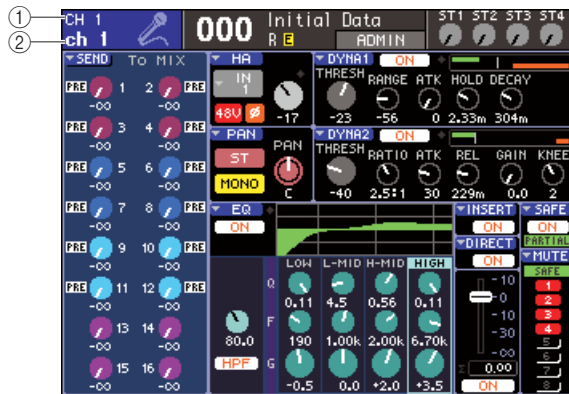 ① CH 1
② ch 1
000 Initial Data
R E ADMIN
ST1 ST2 ST3 ST4
SEND TO MIX
PRE 1 2 PRE
-∞ -∞
PRE 3 4 PRE
-∞ -∞
PRE 5 6 PRE
-∞ -∞
PRE 7 8 PRE
-∞ -∞
PRE 9 10 PRE
-∞ -∞
PRE 11 12 PRE
-∞ -∞
13 14
-∞ -∞
15 16
-∞ -∞
HA
IN
1
48V Ø
-17
PAN
ST PAN
MONO
C
DYNA1 ON
THRESH RANGE ATK HOLD DECAY
-23 -56 0 2.33m 304m
DYNA2 ON
THRESH RATIO ATK REL GAIN KNEE
-40 2.5:1 30 229m 0.0 2
EQ
ON
LOW L-MID H-MID HIGH
Q
0.11 4.5 0.56 0.11
F
80.0 190 1.00k 2.00k 6.70k
HPF G
-0.5 0.0 +2.0 +3.5
INSERT
ON
DIRECT
ON
-10
-0
-10
-30
-∞
Σ 0.00
ON
SAFE
ON
PARTIAL
MUTE
SAFE
1
2
3
4
5
6
7
8